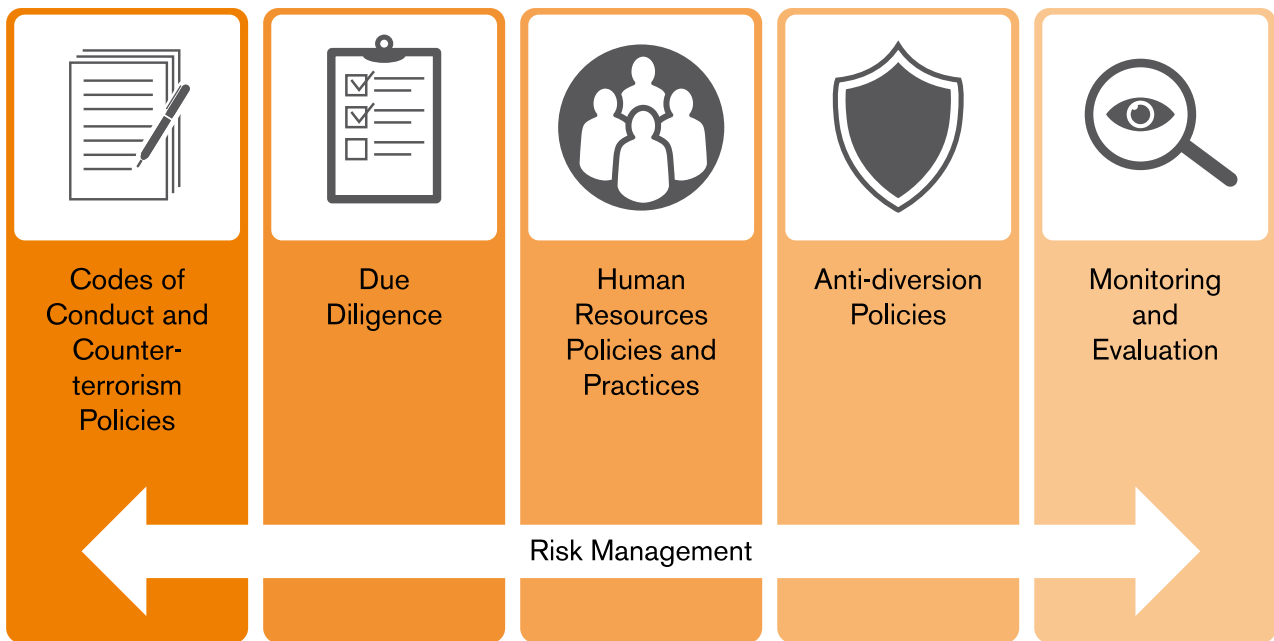 Codes of
Conduct and
Counter-
terrorism
Policies
Due
Diligence
Human
Resources
Policies and
Practices
Anti-diversion
Policies
Monitoring
and
Evaluation
Risk Management